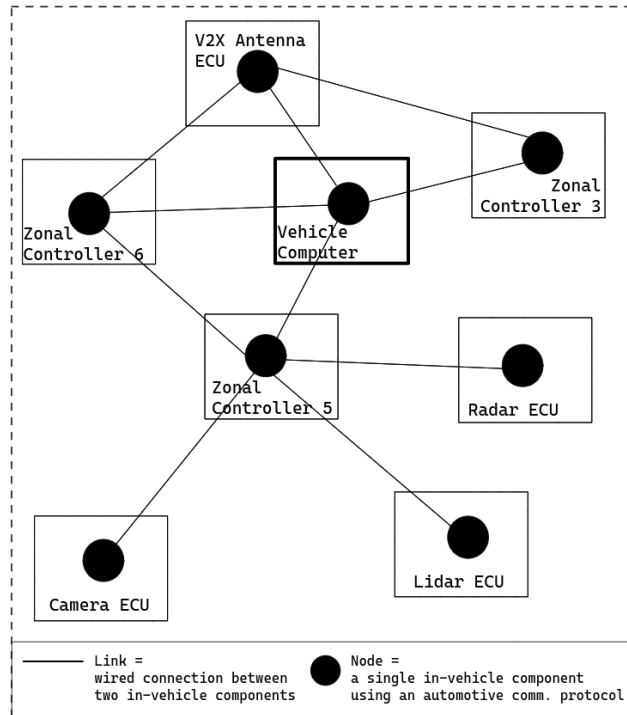 V2X Antenna
ECU
Zonal
Controller 3
Zonal
Controller 6
Vehicle
Computer
Zonal
Controller 5
Radar ECU
Lidar ECU
Camera ECU
Link =
wired connection between
two in-vehicle components
Node =
a single in-vehicle component
using an automotive comm. protocol